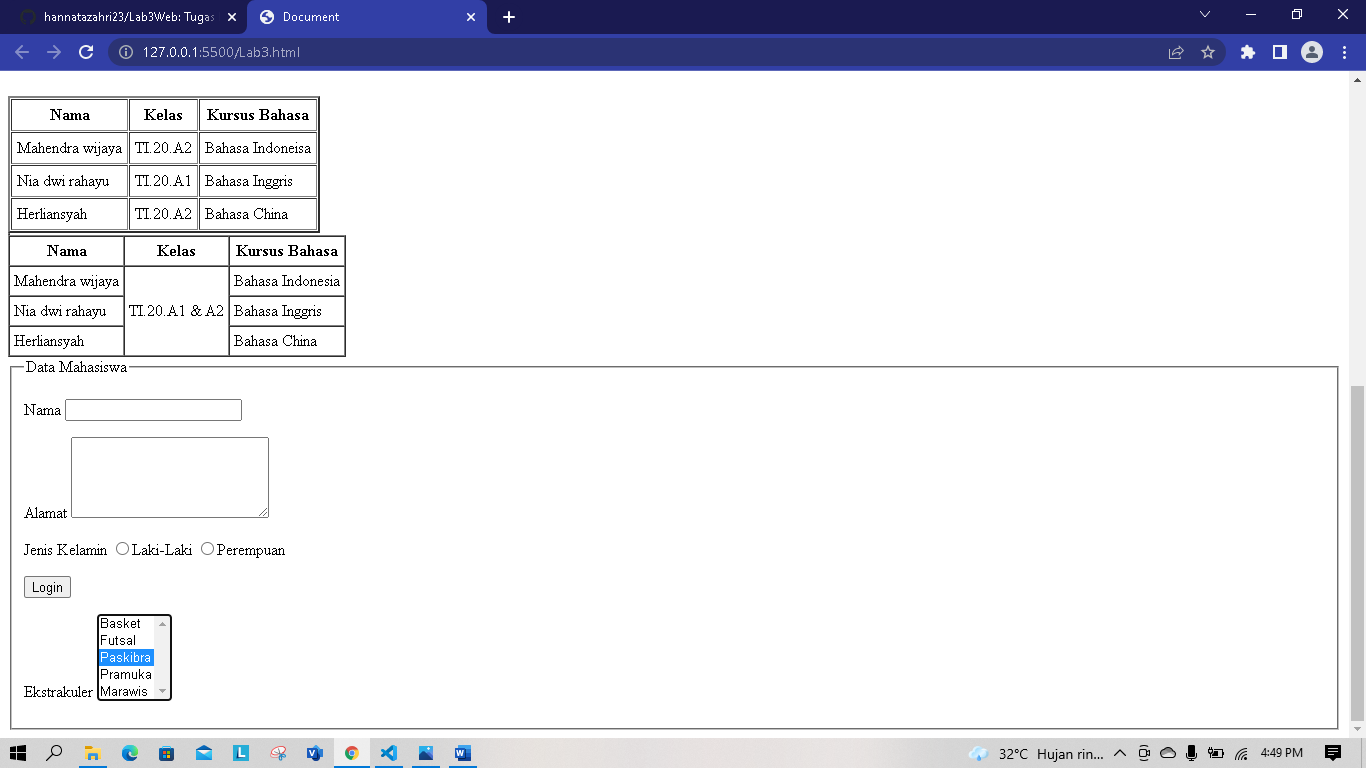 hannatazahri23/Lab3Web: Tugas
Document
127.0.0.1:5500/Lab3.html
Nama Kelas Kursus Bahasa
Mahendra wijaya TI.20.A2 Bahasa Indoneisa
Nia dwi rahayu TI.20.A1 Bahasa Inggris
Herliansyah TI.20.A2 Bahasa China
Nama Kelas Kursus Bahasa
Mahendra wijaya Bahasa Indonesia
Nia dwi rahayu TI.20.A1 & A2 Bahasa Inggris
Herliansyah Bahasa China
Data Mahasiswa
Nama
Alamat
Jenis Kelamin Laki-Laki Perempuan
Login
Basket
Futsal
Paskibra
Pramuka
Ekstrakuler Marawis
32°C Hujan rin... 4:49 PM